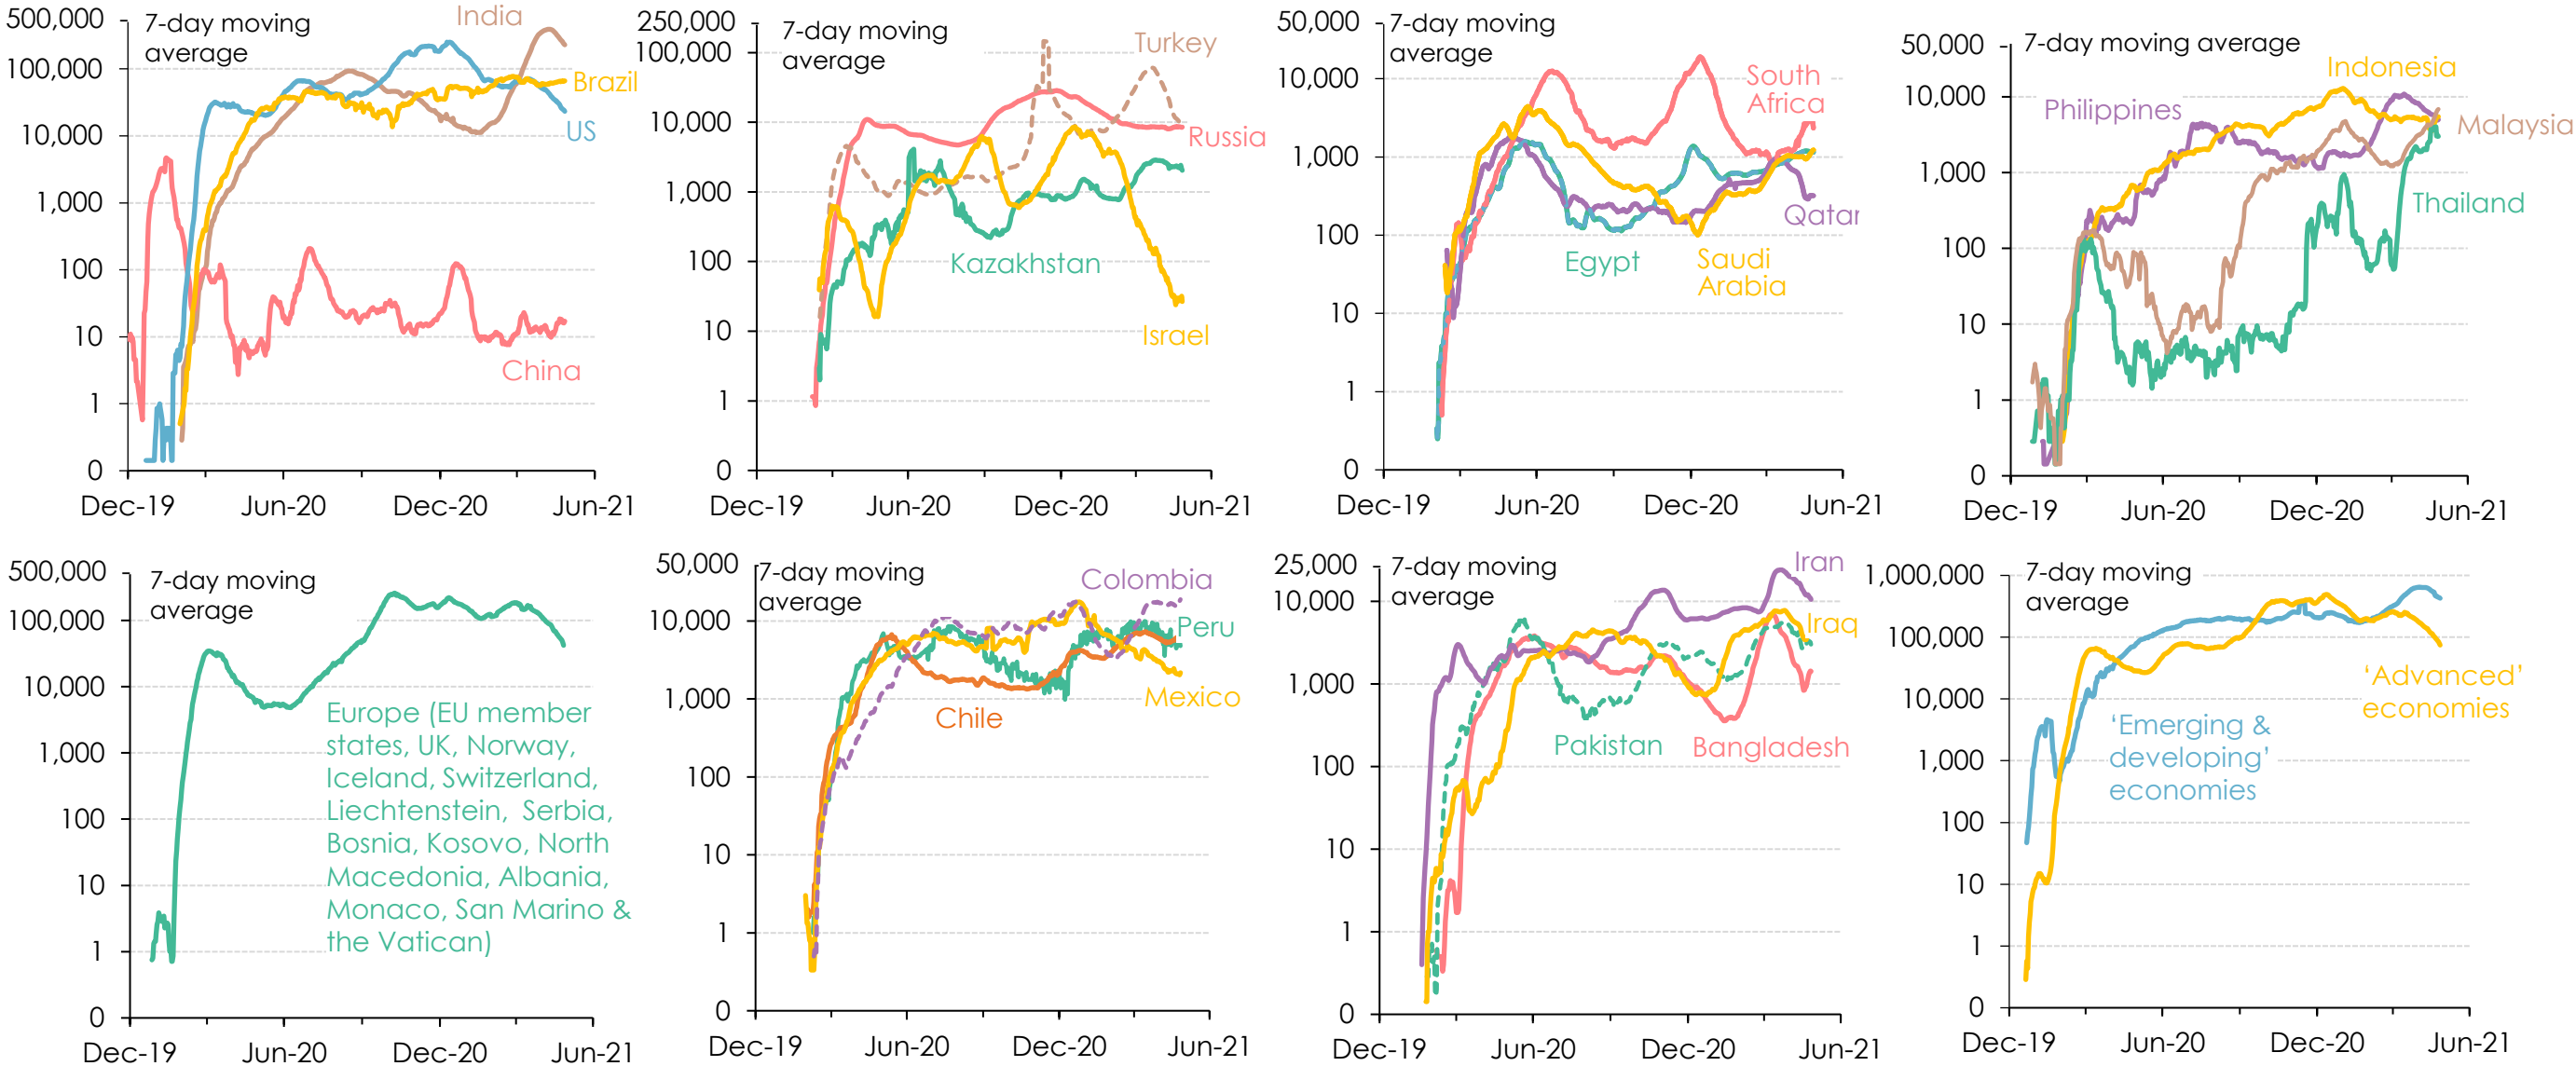 500,000
100,000
10,000
1,000
100
10
1
0
7-day moving
average
India
Brazil
US
China
Dec-19
Jun-20
Dec-20
Jun-21
250,000
100,000
10,000
1,000
100
10
1
0
7-day moving
average
Turkey
Russia
Kazakhstan
Israel
Dec-19
Jun-20
Dec-20
Jun-21
50,000
10,000
1,000
100
10
1
0
7-day moving
average
South
Africa
Qatar
Egypt
Saudi
Arabia
Dec-19
Jun-20
Dec-20
Jun-21
50,000
10,000
1,000
100
10
1
0
7-day moving average
Indonesia
Philippines
Malaysia
Thailand
Dec-19
Jun-20
Dec-20
Jun-21
500,000
100,000
10,000
1,000
100
10
1
0
7-day moving
average
Europe (EU member
states, UK, Norway,
Iceland, Switzerland,
Liechtenstein, Serbia,
Bosnia, Kosovo, North
Macedonia, Albania,
Monaco, San Marino &
the Vatican)
Dec-19
Jun-20
Dec-20
Jun-21
50,000
10,000
1,000
100
10
1
0
7-day moving
average
Colombia
Peru
Mexico
Chile
Dec-19
Jun-20
Dec-20
Jun-21
25,000
10,000
1,000
100
10
1
0
7-day moving
average
Iran
Iraq
Pakistan
Bangladesh
Dec-19
Jun-20
Dec-20
Jun-21
1,000,000
100,000
10,000
1,000
100
10
1
0
7-day moving
average
‘Advanced’
economies
‘Emerging &
developing’
economies
Dec-19
Jun-20
Dec-20
Jun-21